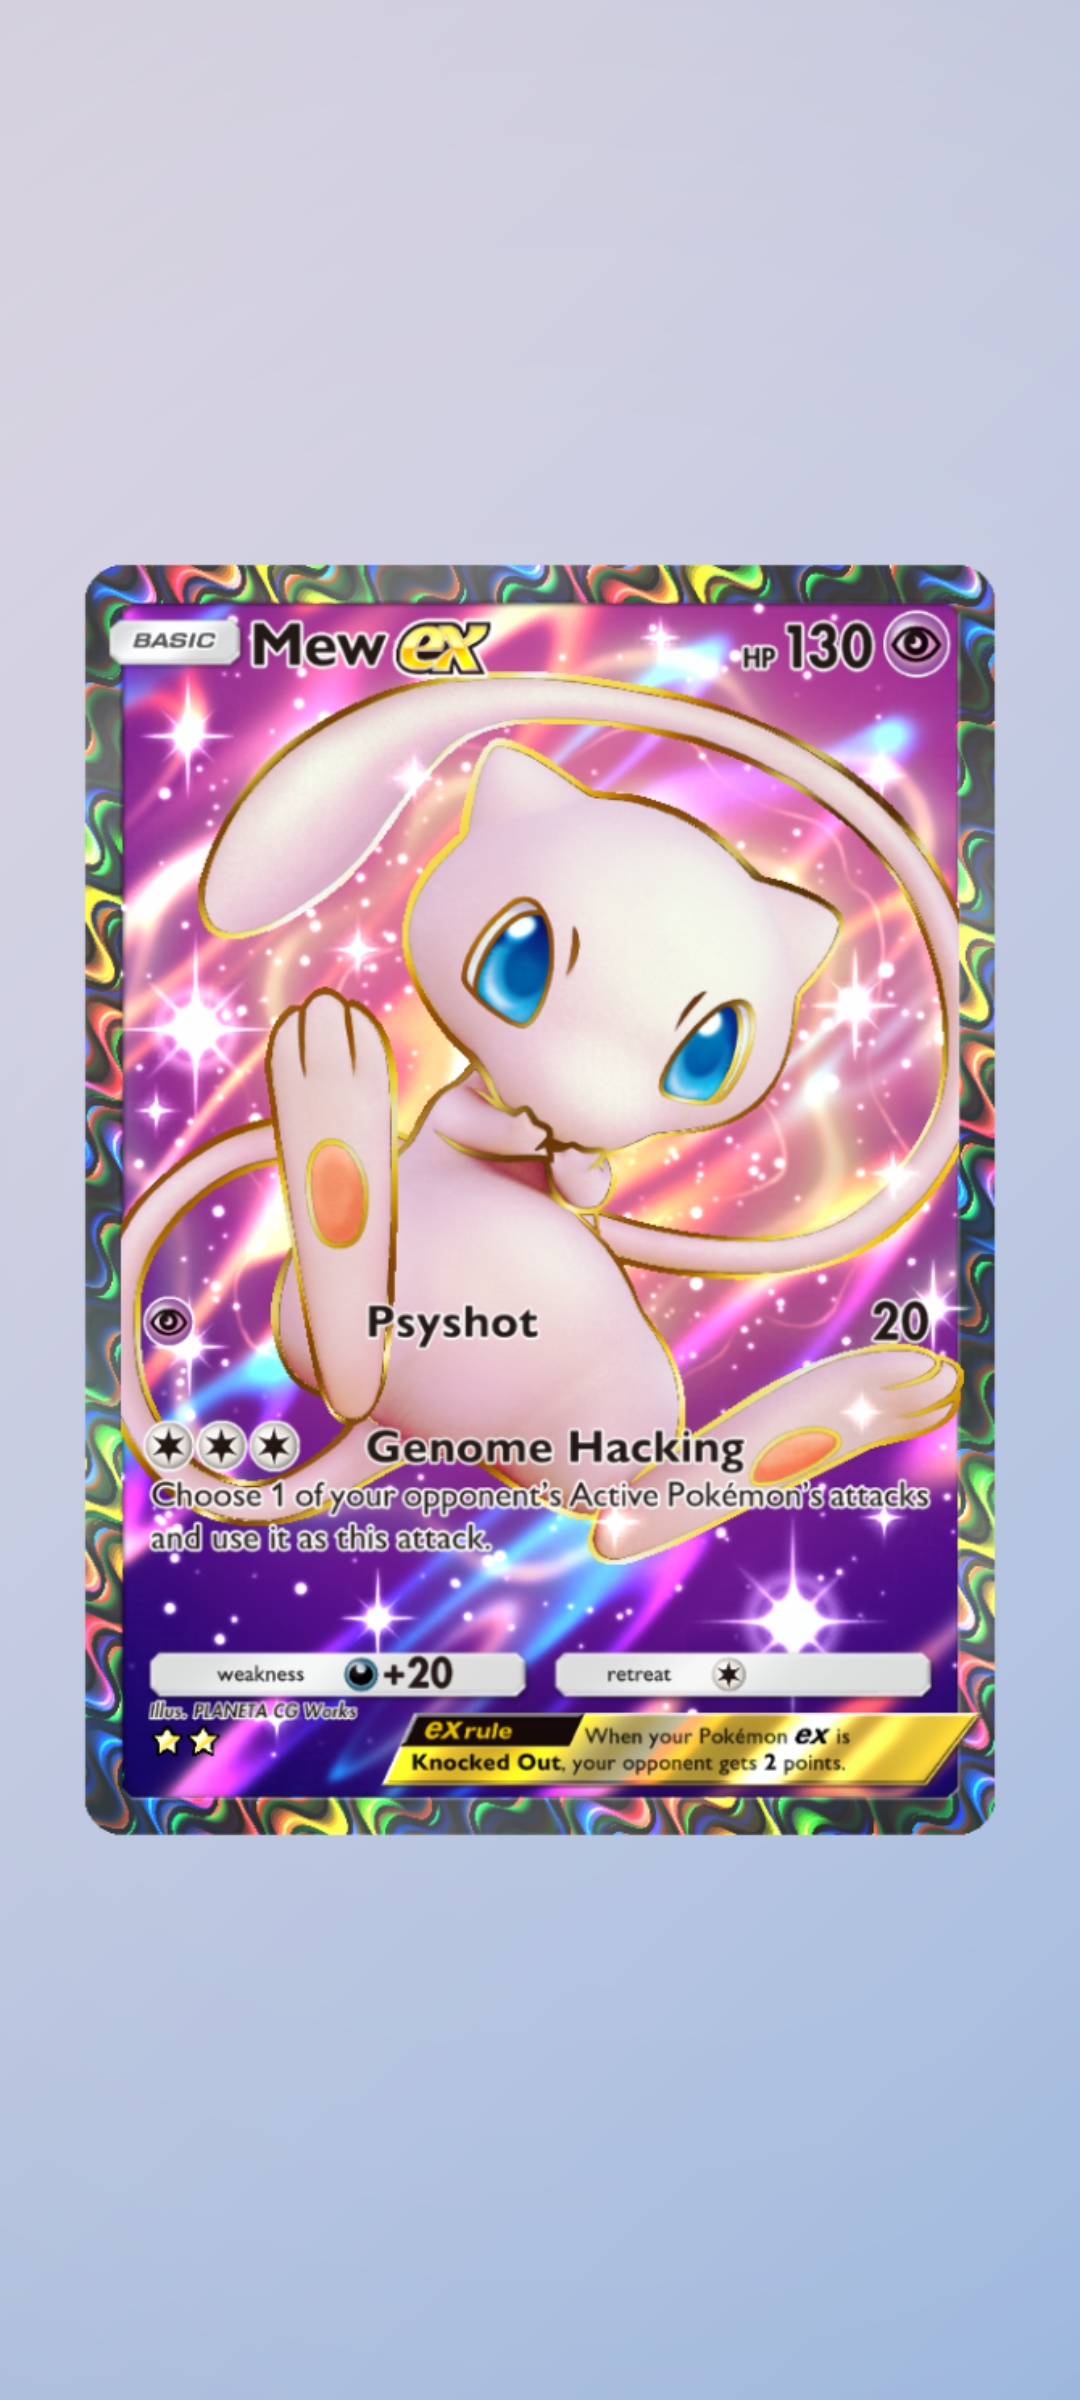 BASIC Mew ex HP 130
Psyshot 20
Genome Hacking
Choose 1 of your opponent's Active Pokémon's attacks
and use it as this attack.
weakness +20 retreat
Illus. PLANETA CG Works
ex rule When your Pokémon ex is
Knocked Out, your opponent gets 2 points.